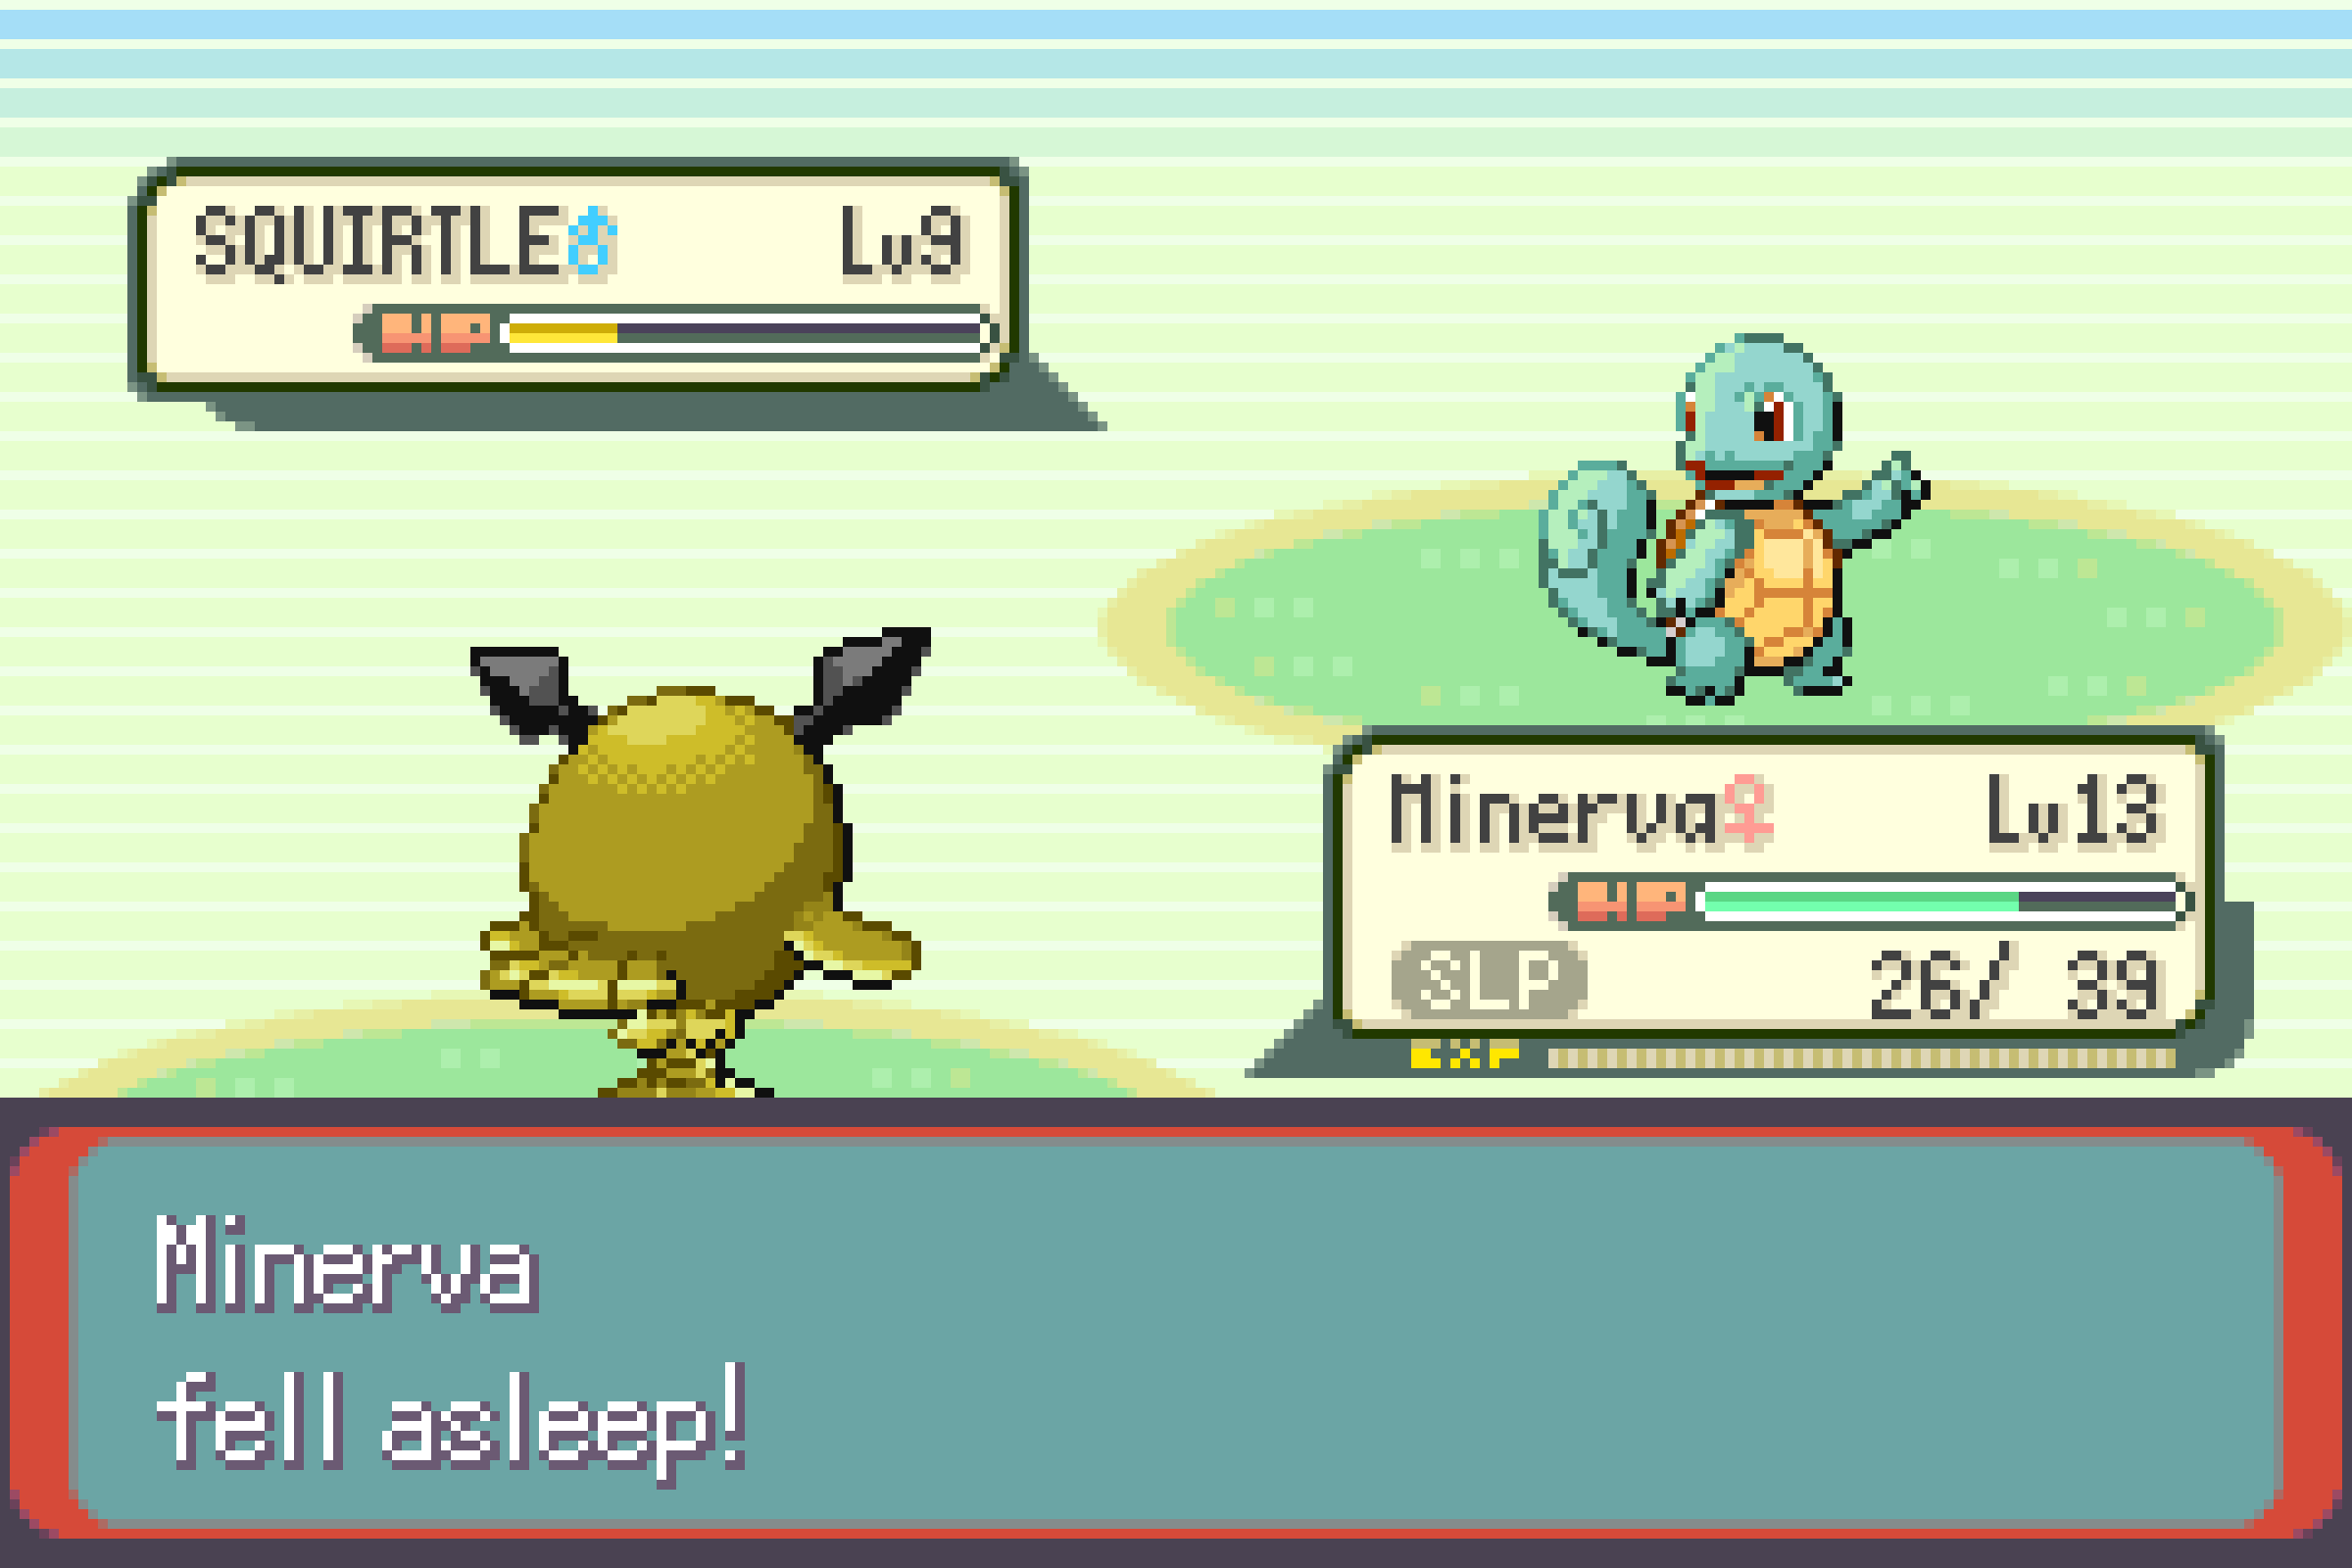 SQUIRTLE♂ Lv9
HP
Minerva♀ Lv13
HP
SLP 26/ 39
EXP
Minerva
fell asleep!